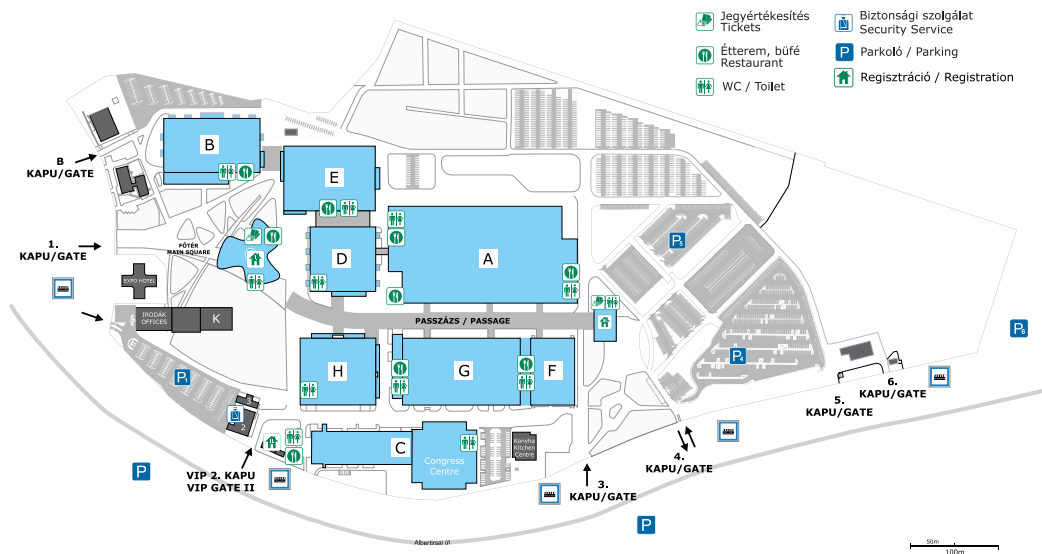 Jegyértékesítés
Tickets
Étterem, büfé
Restaurant
WC / Toilet
Biztonsági szolgálat
Security Service
P Parkoló / Parking
Regisztráció / Registration
B
KAPU/GATE
B
E
1.
KAPU/GATE
FŐTÉR
MAIN SQUARE
D
A
P5
EXPO HOTEL
IRODÁK
OFFICES
K
PASSZÁZS / PASSAGE
P6
P4
P1
H
G
F
6.
KAPU/GATE
5.
KAPU/GATE
2
C
Congress
Centre
Konyha
Kitchen
Centre
4.
KAPU/GATE
P
VIP 2. KAPU
VIP GATE II
3.
KAPU/GATE
P
Albertirsai út
50m
100m